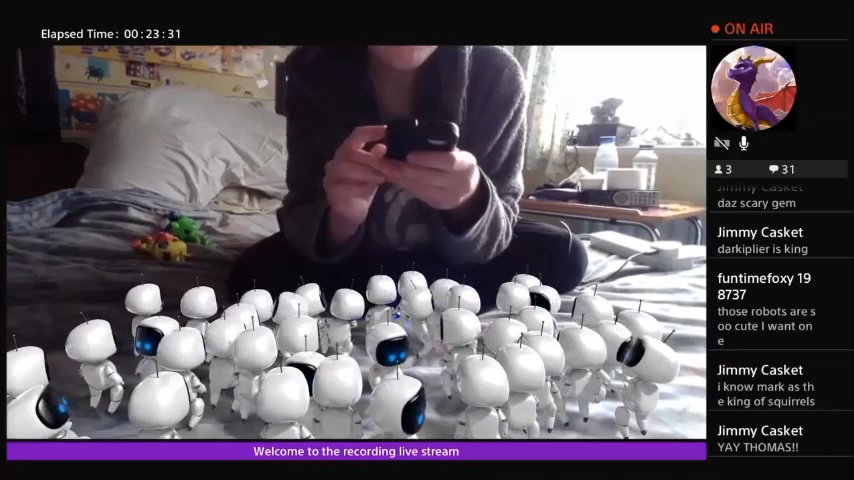 Elapsed Time: 00:23:31
ON AIR
3
31
Jimmy Casket
daz scary gem
Jimmy Casket
darkiplier is king
funtimefoxy 19
8737
those robots are s
oo cute I want on
e
Jimmy Casket
i know mark as th
e king of squirrels
Jimmy Casket
YAY THOMAS!!
Welcome to the recording live stream